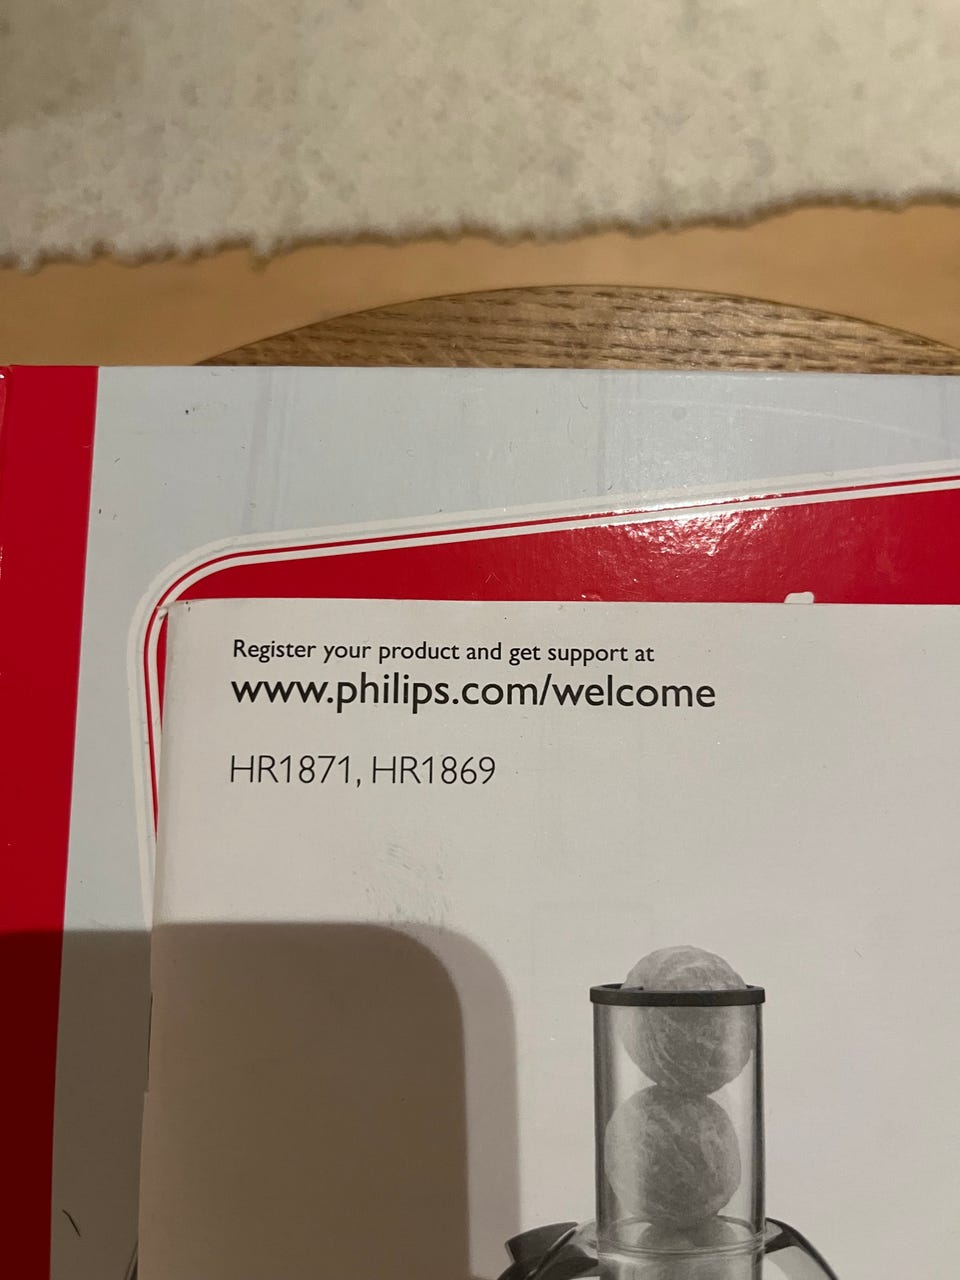 Register your product and get support at
www.philips.com/welcome
HR1871, HR1869